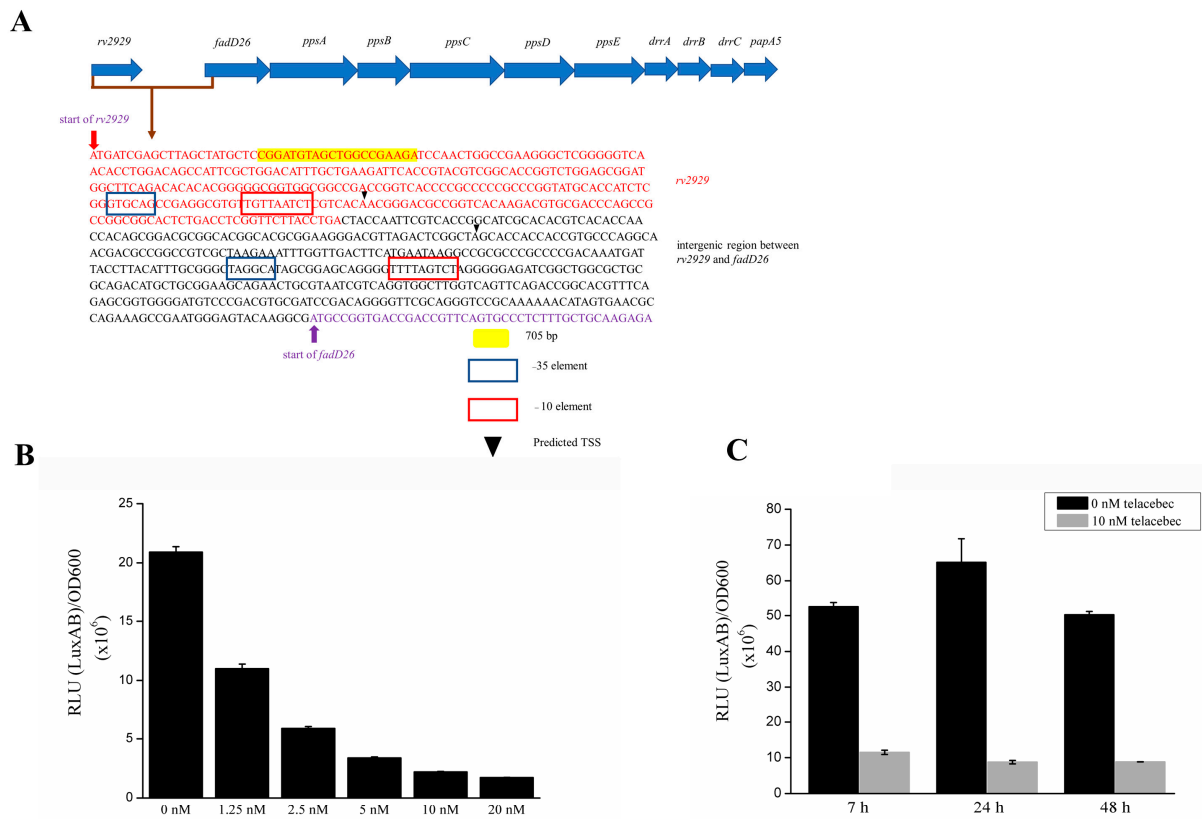 A
rv2929 fadD26 ppsA ppsB ppsC ppsD ppsE drrA drrB drrC papA5
start of rv2929
ATGATCGAGCTTAGCTATGCTCCGGATGTAGCTGGCCGAAGATCCAACTGGCCGAAGGGCTCGGGGGTCA
ACACCTGGACAGCCATTCGCTGGACATTTGCTGAAGATTCACCGTACGTCGGCACCGGTCTGGAGCGGAT
GGCTTCAGACACACACGGGGGCGGTGGCGGCCGACCGGTCACCCCGCCCCCGCCCGGTATGCACCATCTC
GGGTGCAGCCGAGGCGTGTTGTTAATCTCGTCACAACGGGACGCCGGTCACAAGACGTGCGACCCAGCCG
CCGGCGGCACTCTGACCTCGGTTCTTACCTGACTACCAATTCGTCACCGGCATCGCACACGTCACACCAA
CCACAGCGGACGCGGCACGGCACGCGGAAGGGACGTTAGACTCGGCTAGCACCACCACCGTGCCCAGGCA
ACGACGCCGGCCGTCGCTAAGAAATTTGGTTGACTTCATGAATAAGGCCGCGCCCGCCCCGACAAATGAT
TACCTTACATTTGCGGGCTAGGCATAGCGGAGCAGGGGTTTTAGTCTAGGGGGAGATCGGCTGGCGCTGC
GCAGACATGCTGCGGAAGCAGAACTGCGTAATCGTCAGGTGGCTTGGTCAGTTCAGACCGGCACGTTTCA
GAGCGGTGGGGATGTCCCGACGTGCGATCCGACAGGGGTTCGCAGGGTCCGCAAAAAACATAGTGAACGC
CAGAAAGCCGAATGGGAGTACAAGGCGATGCCGGTGACCGACCGTTCAGTGCCCTCTTTGCTGCAAGAGA
rv2929
intergenic region between
rv2929 and fadD26
start of fadD26
705 bp
–35 element
–10 element
Predicted TSS
B
RLU (LuxAB)/OD600
(x10⁶)
25
20
15
10
5
0
0 nM 1.25 nM 2.5 nM 5 nM 10 nM 20 nM
C
0 nM telacebec
10 nM telacebec
RLU (LuxAB)/OD600
(x10⁶)
80
70
60
50
40
30
20
10
0
7 h 24 h 48 h